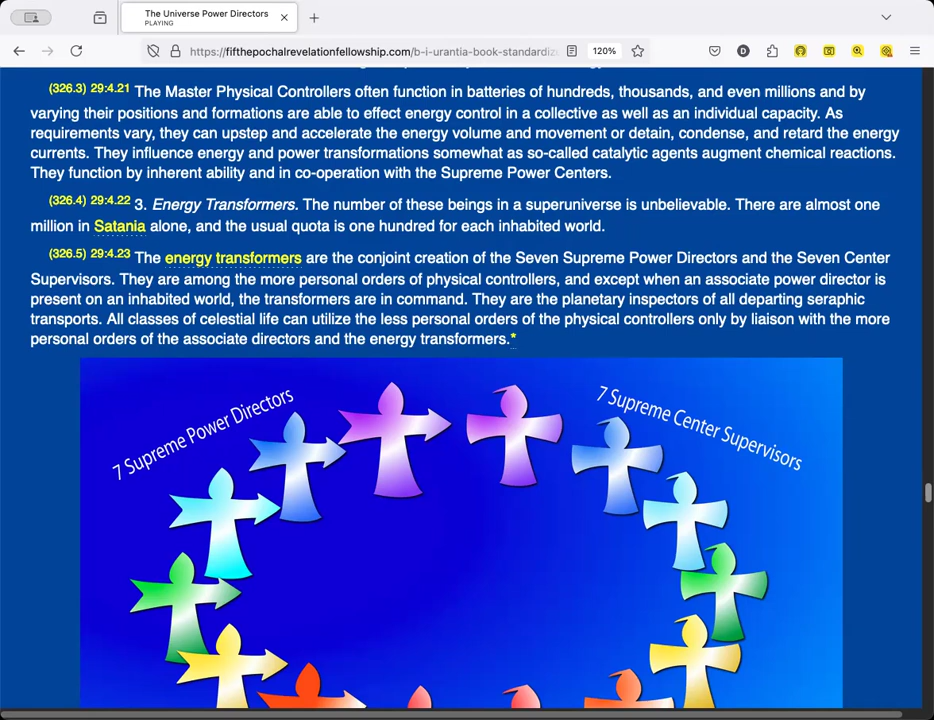 The Universe Power Directors
PLAYING
https://fifthepochalrevelationfellowship.com/b-i-urantia-book-standardiz
120%
(326.3) 29:4.21 The Master Physical Controllers often function in batteries of hundreds, thousands, and even millions and by
varying their positions and formations are able to effect energy control in a collective as well as an individual capacity. As
requirements vary, they can upstep and accelerate the energy volume and movement or detain, condense, and retard the energy
currents. They influence energy and power transformations somewhat as so-called catalytic agents augment chemical reactions.
They function by inherent ability and in co-operation with the Supreme Power Centers.
(326.4) 29:4.22 3. Energy Transformers. The number of these beings in a superuniverse is unbelievable. There are almost one
million in Satania alone, and the usual quota is one hundred for each inhabited world.
(326.5) 29:4.23 The energy transformers are the conjoint creation of the Seven Supreme Power Directors and the Seven Center
Supervisors. They are among the more personal orders of physical controllers, and except when an associate power director is
present on an inhabited world, the transformers are in command. They are the planetary inspectors of all departing seraphic
transports. All classes of celestial life can utilize the less personal orders of the physical controllers only by liaison with the more
personal orders of the associate directors and the energy transformers.*
7 Supreme Power Directors
7 Supreme Center Supervisors